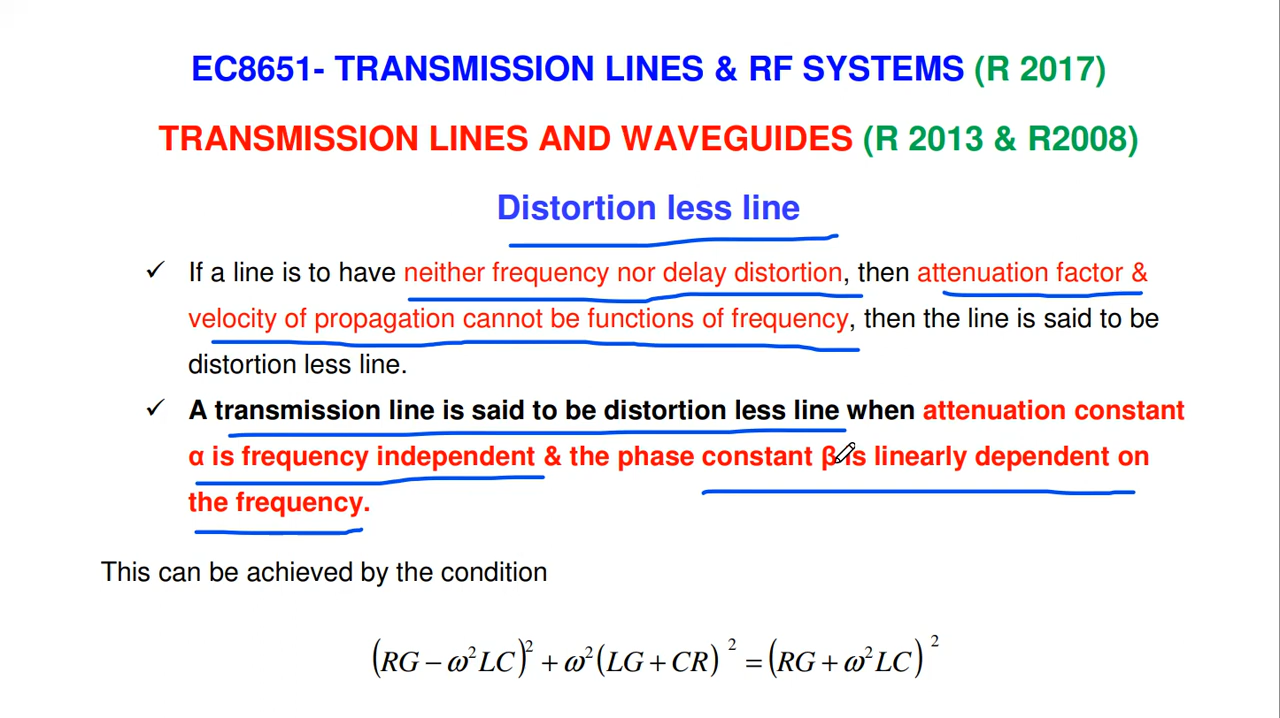 EC8651- TRANSMISSION LINES & RF SYSTEMS (R 2017)
TRANSMISSION LINES AND WAVEGUIDES (R 2013 & R2008)
Distortion less line
✓ If a line is to have neither frequency nor delay distortion, then attenuation factor &
velocity of propagation cannot be functions of frequency, then the line is said to be
distortion less line.
✓ A transmission line is said to be distortion less line when attenuation constant
α is frequency independent & the phase constant β is linearly dependent on
the frequency.
This can be achieved by the condition
(RG − ω²LC)² + ω²(LG + CR)² = (RG + ω²LC)²